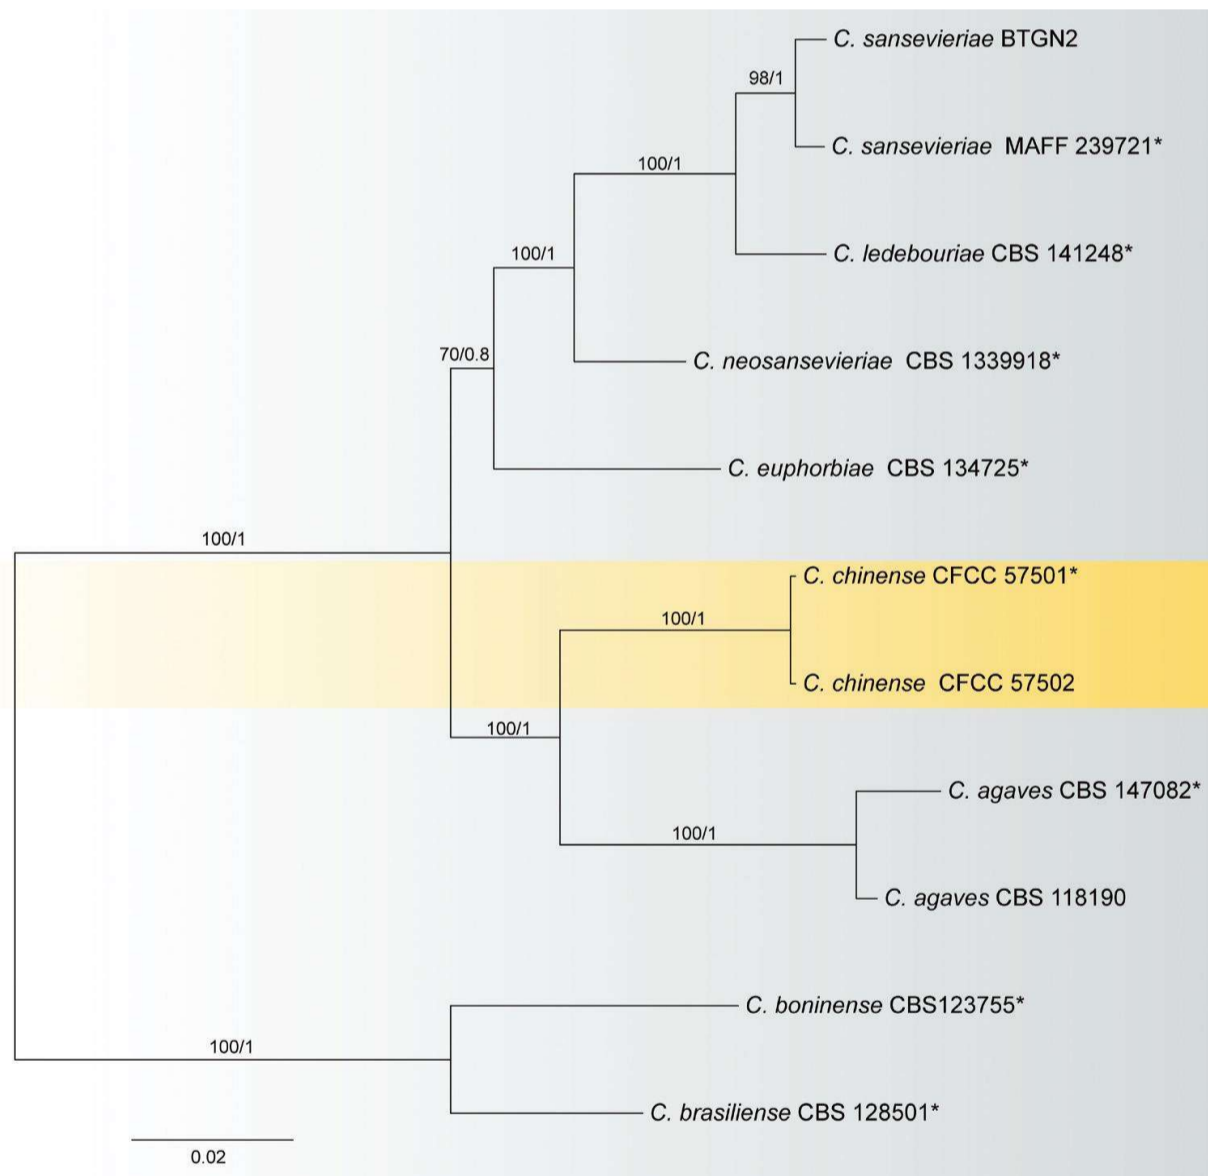 C. sansevieriae BTGN2
98/1
C. sansevieriae MAFF 239721*
100/1
C. ledebouriae CBS 141248*
100/1
70/0.8
C. neosansevieriae CBS 1339918*
C. euphorbiae CBS 134725*
100/1
C. chinense CFCC 57501*
100/1
C. chinense CFCC 57502
100/1
C. agaves CBS 147082*
100/1
C. agaves CBS 118190
C. boninense CBS123755*
100/1
C. brasiliense CBS 128501*
0.02